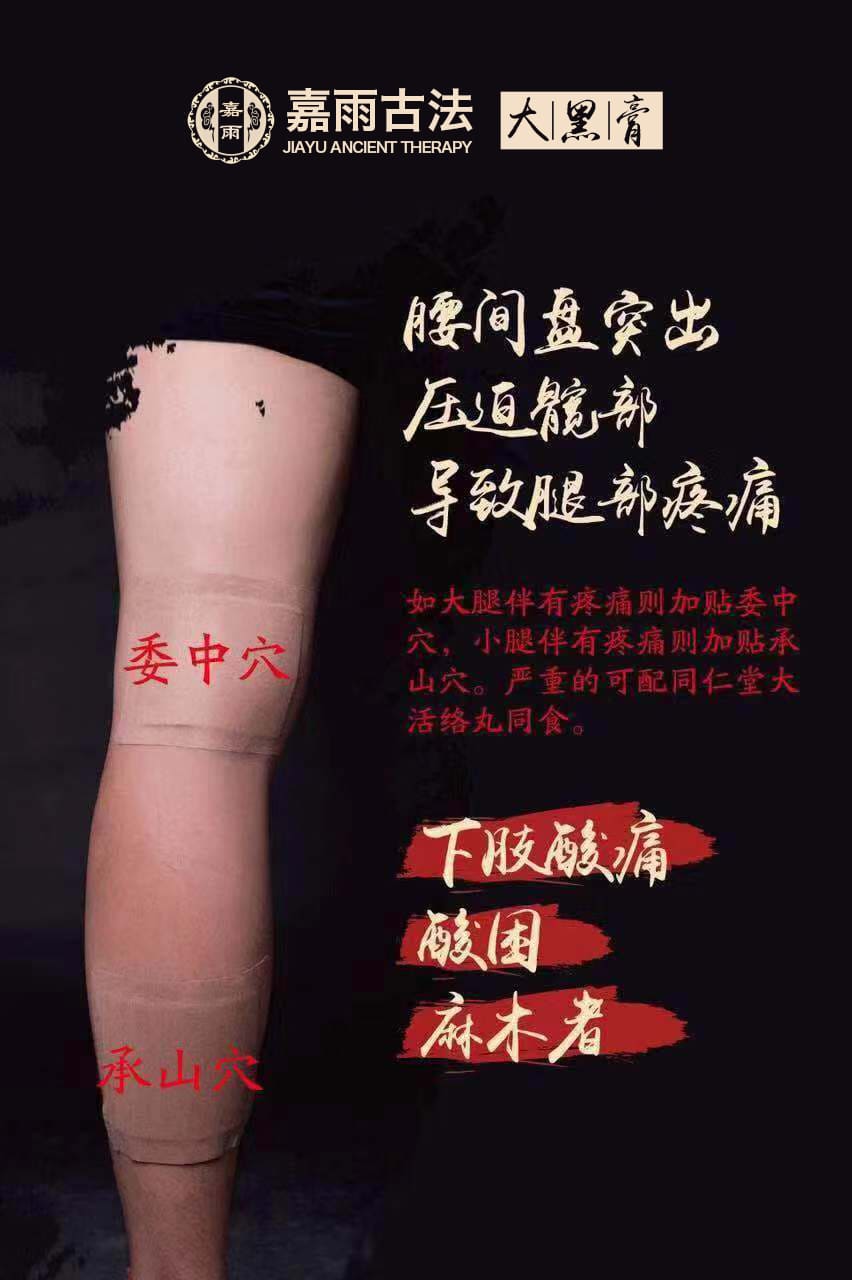 嘉雨
嘉雨古法
JIAYU ANCIENT THERAPY
大黑膏
腰间盘突出
压迫髋部
导致腿部疼痛
如大腿伴有疼痛则加贴委中
穴，小腿伴有疼痛则加贴承
山穴。严重的可配同仁堂大
活络丸同食。
委中穴
下肢酸痛
酸困
麻木者
承山穴